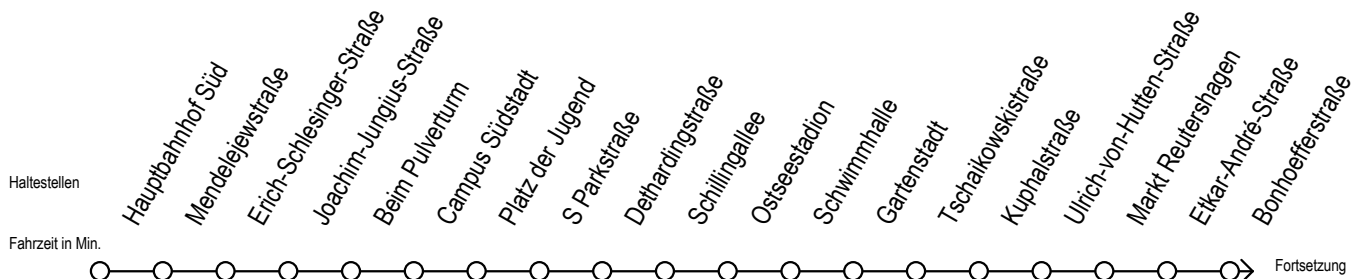 Haltestellen
Hauptbahnhof Süd
Mendelejewstraße
Erich-Schlesinger-Straße
Joachim-Jungius-Straße
Beim Pulverturm
Campus Südstadt
Platz der Jugend
S Parkstraße
Dethardingstraße
Schillingallee
Ostseestadion
Schwimmhalle
Gartenstadt
Tschaikowskistraße
Kuphalstraße
Ulrich-von-Hutten-Straße
Markt Reutershagen
Etkar-André-Straße
Bonhoefferstraße
Fahrzeit in Min.
Fortsetzung